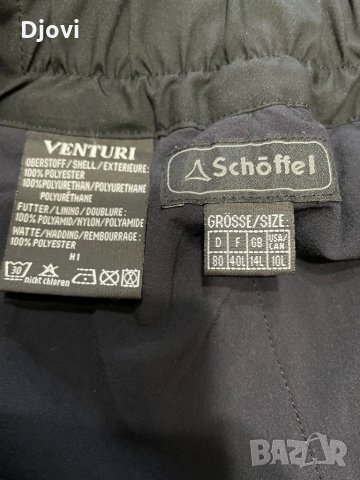 Djovi
VENTURI
OBERSTOFF/SHELL/EXTERIEURE:
100% POLYESTER
100%POLYURETHAN/POLYURETHANE
POLYURÉTHANE
FUTTER/LINING/DOUBLURE:
100% POLYAMID/NYLON/POLYAMIDE
WATTE/WADDING/REMBOURRAGE:
100% POLYESTER
H1
30
nicht chloren
Schöffel
GRÖSSE/SIZE:
D F GB USA/CAN
80 40L 14L 10L
BAZAR